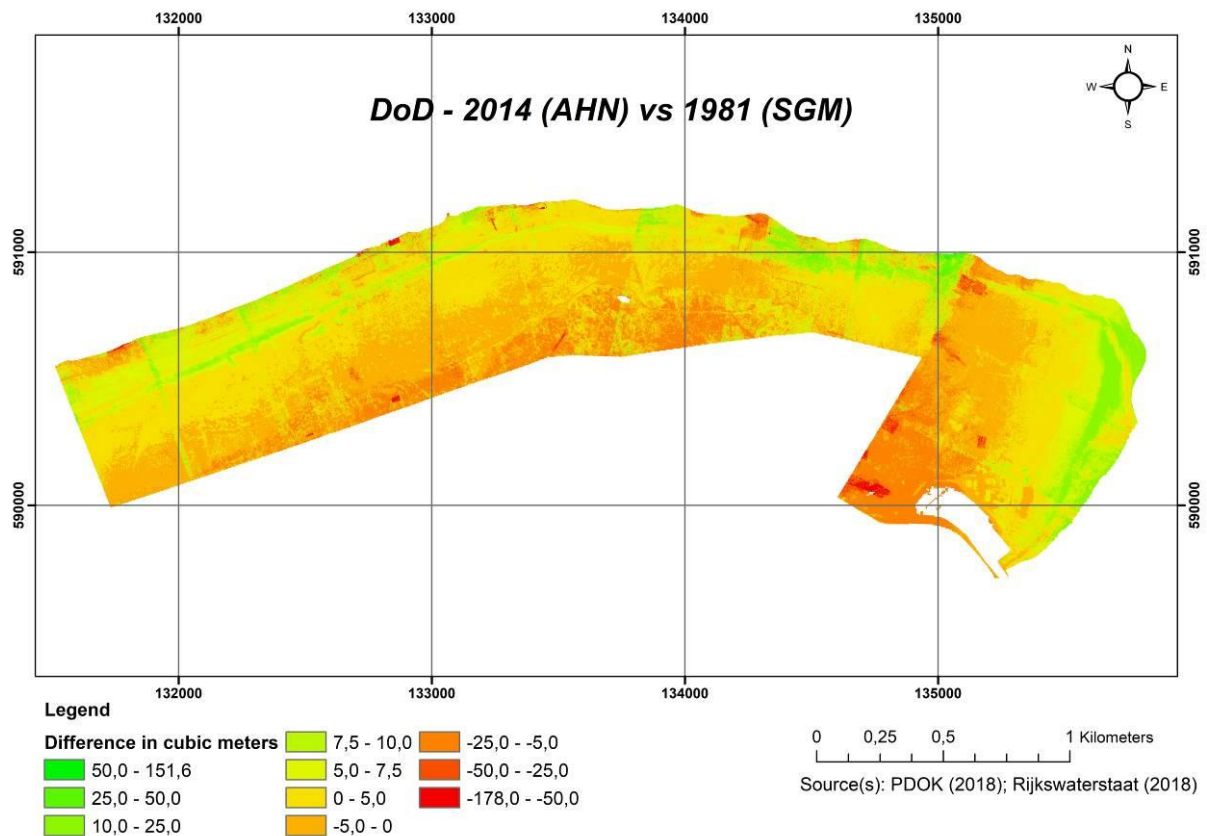 132000 133000 134000 135000
N
W E
S
DoD - 2014 (AHN) vs 1981 (SGM)
591000 591000
590000 590000
132000 133000 134000 135000
Legend
Difference in cubic meters
50,0 - 151,6
25,0 - 50,0
10,0 - 25,0
7,5 - 10,0
5,0 - 7,5
0 - 5,0
-5,0 - 0
-25,0 - -5,0
-50,0 - -25,0
-178,0 - -50,0
0 0,25 0,5 1 Kilometers
Source(s): PDOK (2018); Rijkswaterstaat (2018)